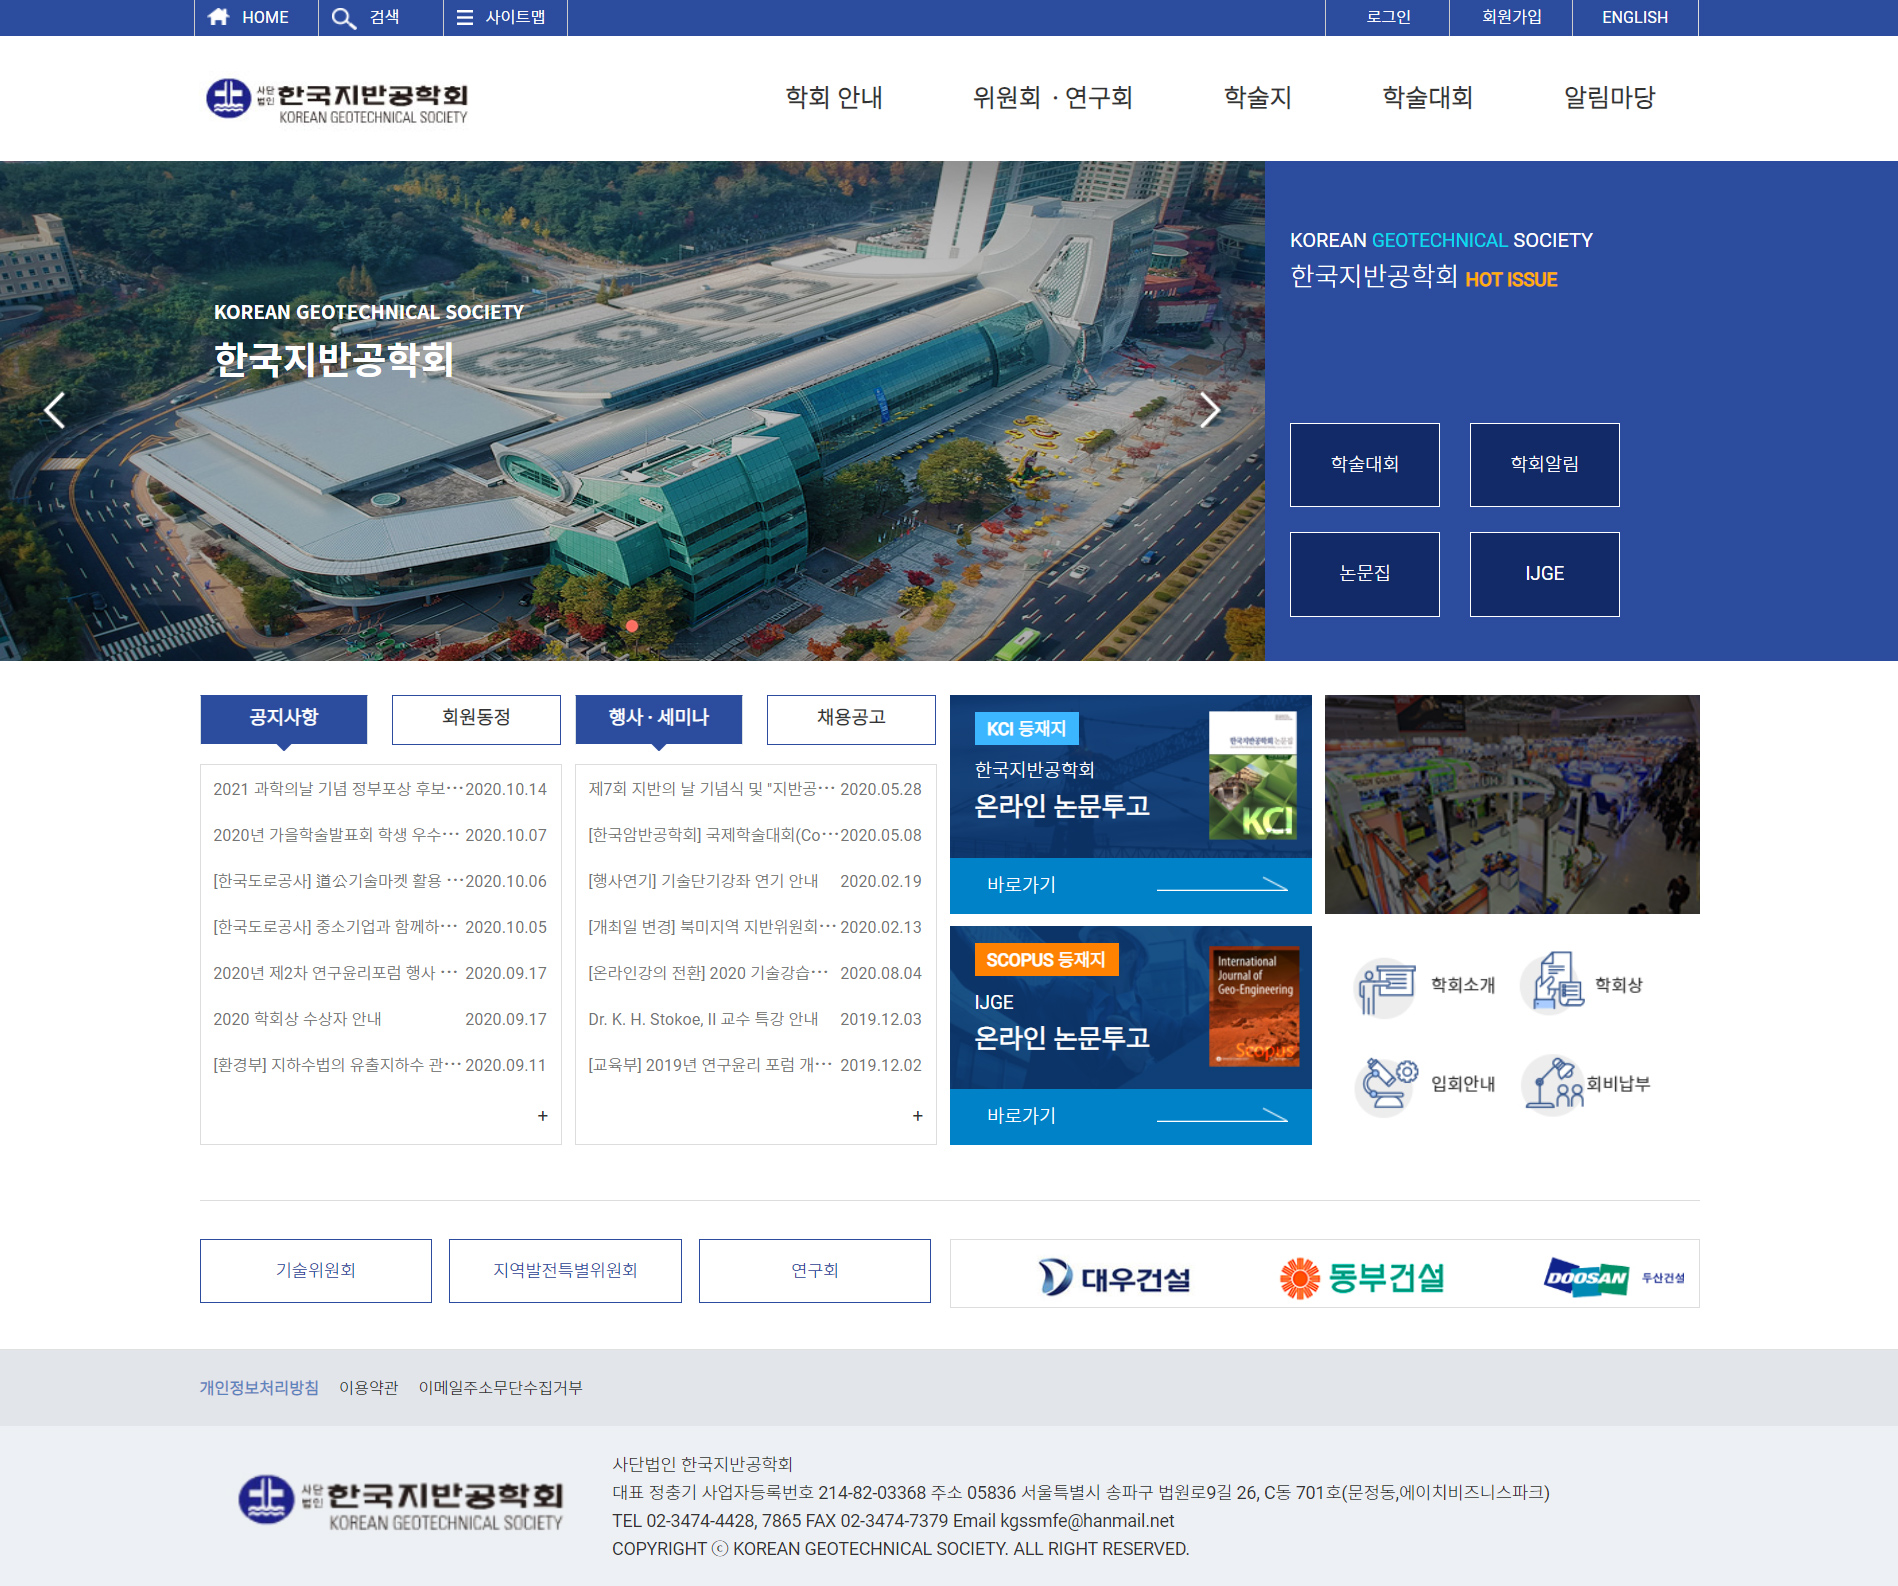 HOME
검색
사이트맵
로그인
회원가입
ENGLISH
사단법인 한국지반공학회
KOREAN GEOTECHNICAL SOCIETY
학회 안내
위원회 · 연구회
학술지
학술대회
알림마당
KOREAN GEOTECHNICAL SOCIETY
한국지반공학회
KOREAN GEOTECHNICAL SOCIETY
한국지반공학회 HOT ISSUE
학술대회
학회알림
논문집
IJGE
공지사항
회원동정
2021 과학의날 기념 정부포상 후보··· 2020.10.14
2020년 가을학술발표회 학생 우수··· 2020.10.07
[한국도로공사] 道公기술마켓 활용 ··· 2020.10.06
[한국도로공사] 중소기업과 함께하··· 2020.10.05
2020년 제2차 연구윤리포럼 행사 ··· 2020.09.17
2020 학회상 수상자 안내 2020.09.17
[환경부] 지하수법의 유출지하수 관··· 2020.09.11
+
행사 · 세미나
채용공고
제7회 지반의 날 기념식 및 "지반공··· 2020.05.28
[한국암반공학회] 국제학술대회(Co··· 2020.05.08
[행사연기] 기술단기강좌 연기 안내 2020.02.19
[개최일 변경] 북미지역 지반위원회··· 2020.02.13
[온라인강의 전환] 2020 기술강습··· 2020.08.04
Dr. K. H. Stokoe, II 교수 특강 안내 2019.12.03
[교육부] 2019년 연구윤리 포럼 개··· 2019.12.02
+
KCI 등재지
한국지반공학회
온라인 논문투고
한국지반공학회 논문집
KCI
바로가기
SCOPUS 등재지
IJGE
온라인 논문투고
International
Journal of
Geo-Engineering
Scopus
바로가기
학회소개
학회상
입회안내
회비납부
기술위원회
지역발전특별위원회
연구회
대우건설
동부건설
DOOSAN 두산건설
개인정보처리방침
이용약관
이메일주소무단수집거부
사단법인 한국지반공학회
KOREAN GEOTECHNICAL SOCIETY
사단법인 한국지반공학회
대표 정충기 사업자등록번호 214-82-03368 주소 05836 서울특별시 송파구 법원로9길 26, C동 701호(문정동,에이치비즈니스파크)
TEL 02-3474-4428, 7865 FAX 02-3474-7379 Email kgssmfe@hanmail.net
COPYRIGHT ⓒ KOREAN GEOTECHNICAL SOCIETY. ALL RIGHT RESERVED.